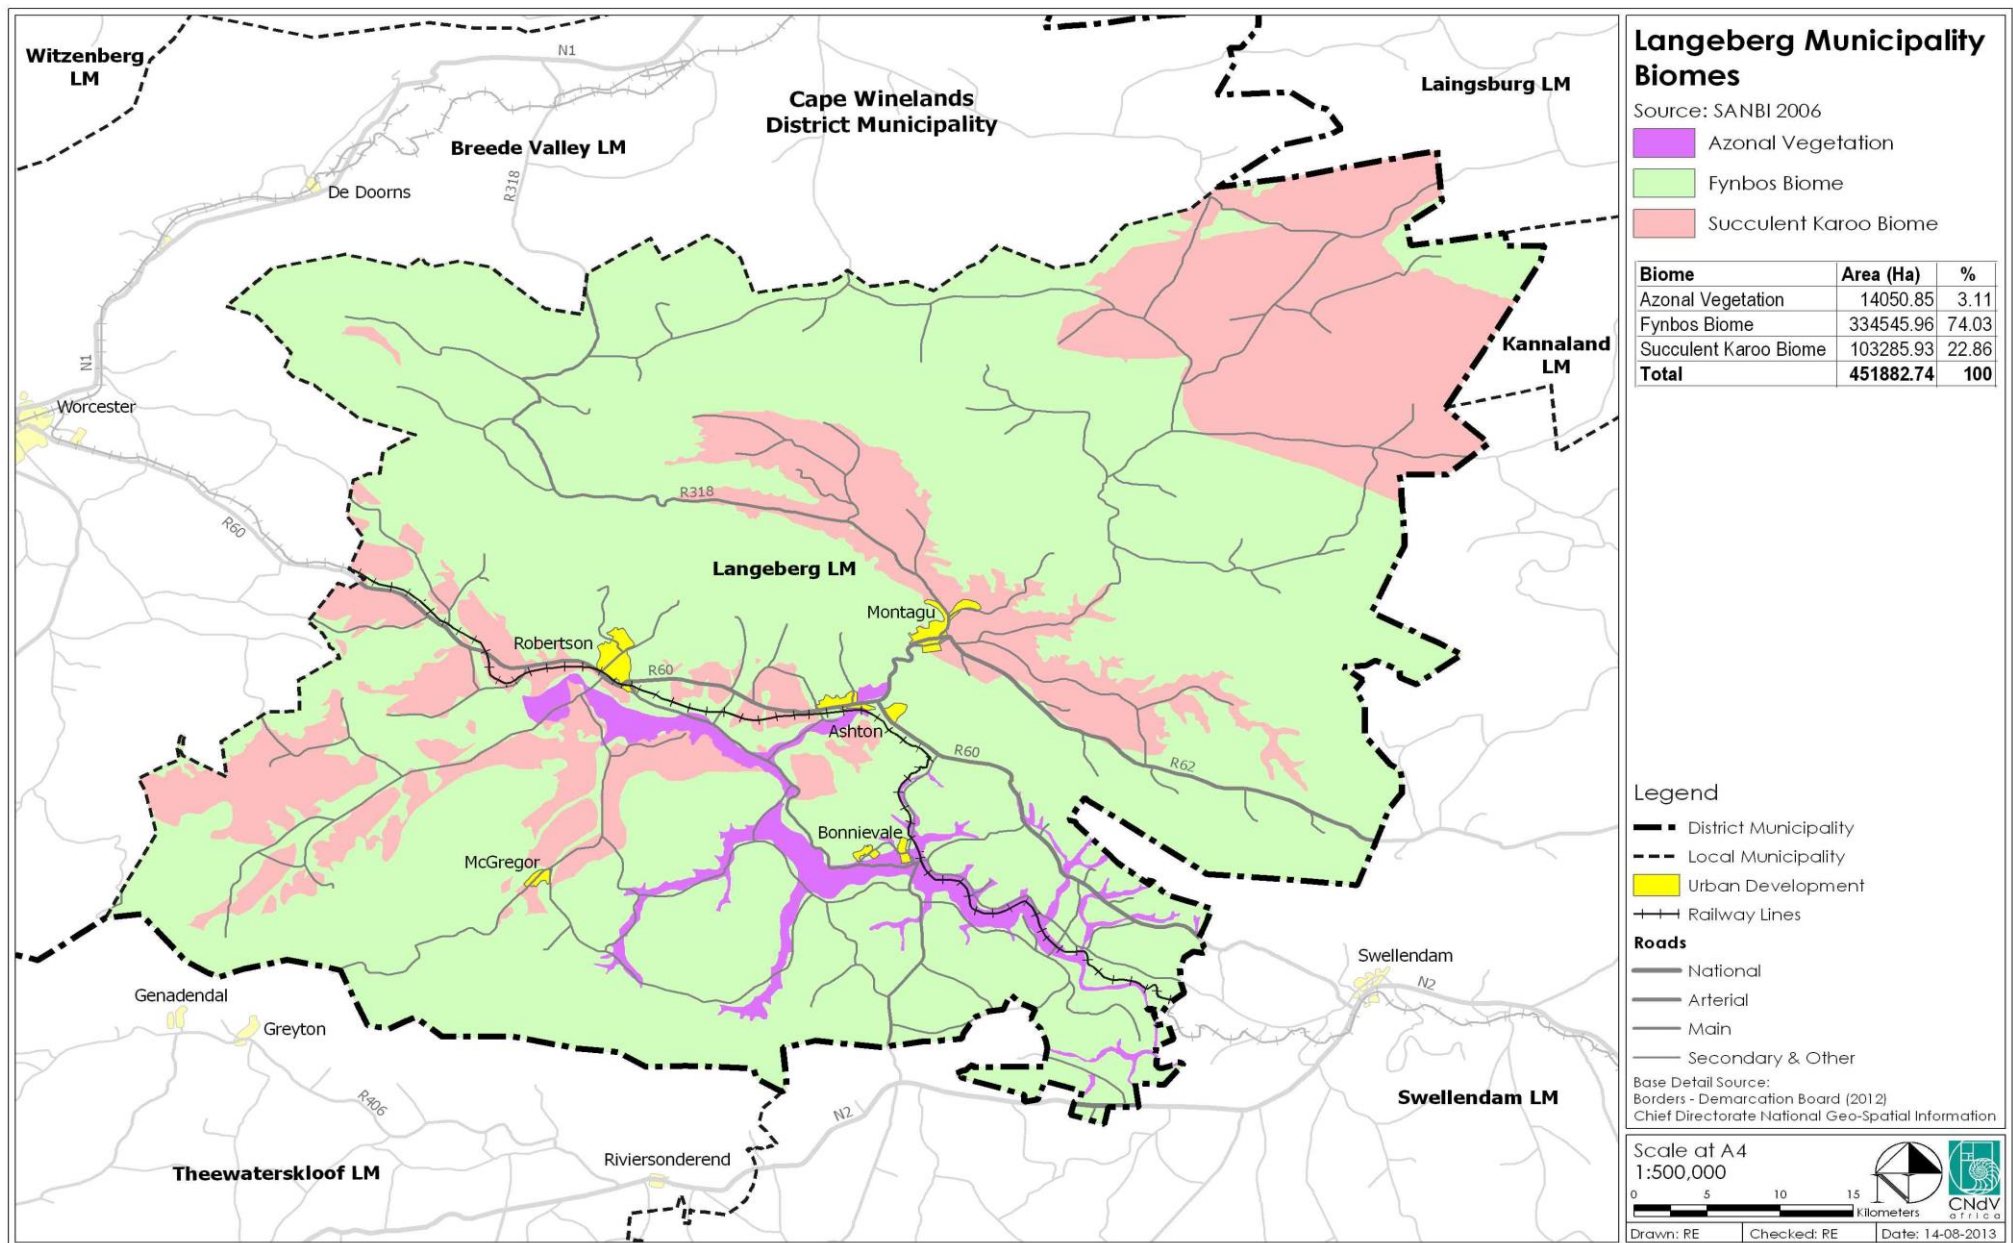 Witzenberg
LM
N1
Cape Winelands
District Municipality
Laingsburg LM
Breede Valley LM
R318
De Doorns
N1
Kannaland
LM
Worcester
R318
R60
Langeberg LM
Montagu
Robertson
R60
Ashton
R60
R62
Bonnievale
McGregor
Swellendam
N2
Genadendal
Greyton
R406
N2
Swellendam LM
Riviersonderend
Theewaterskloof LM
Langeberg Municipality
Biomes
Source: SANBI 2006
Azonal Vegetation
Fynbos Biome
Succulent Karoo Biome
Biome Area (Ha) %
Azonal Vegetation 14050.85 3.11
Fynbos Biome 334545.96 74.03
Succulent Karoo Biome 103285.93 22.86
Total 451882.74 100
Legend
District Municipality
Local Municipality
Urban Development
Railway Lines
Roads
National
Arterial
Main
Secondary & Other
Base Detail Source:
Borders - Demarcation Board (2012)
Chief Directorate National Geo-Spatial Information
Scale at A4
1:500,000
0 5 10 15
Kilometers
CNdV
africa
Drawn: RE Checked: RE Date: 14-08-2013